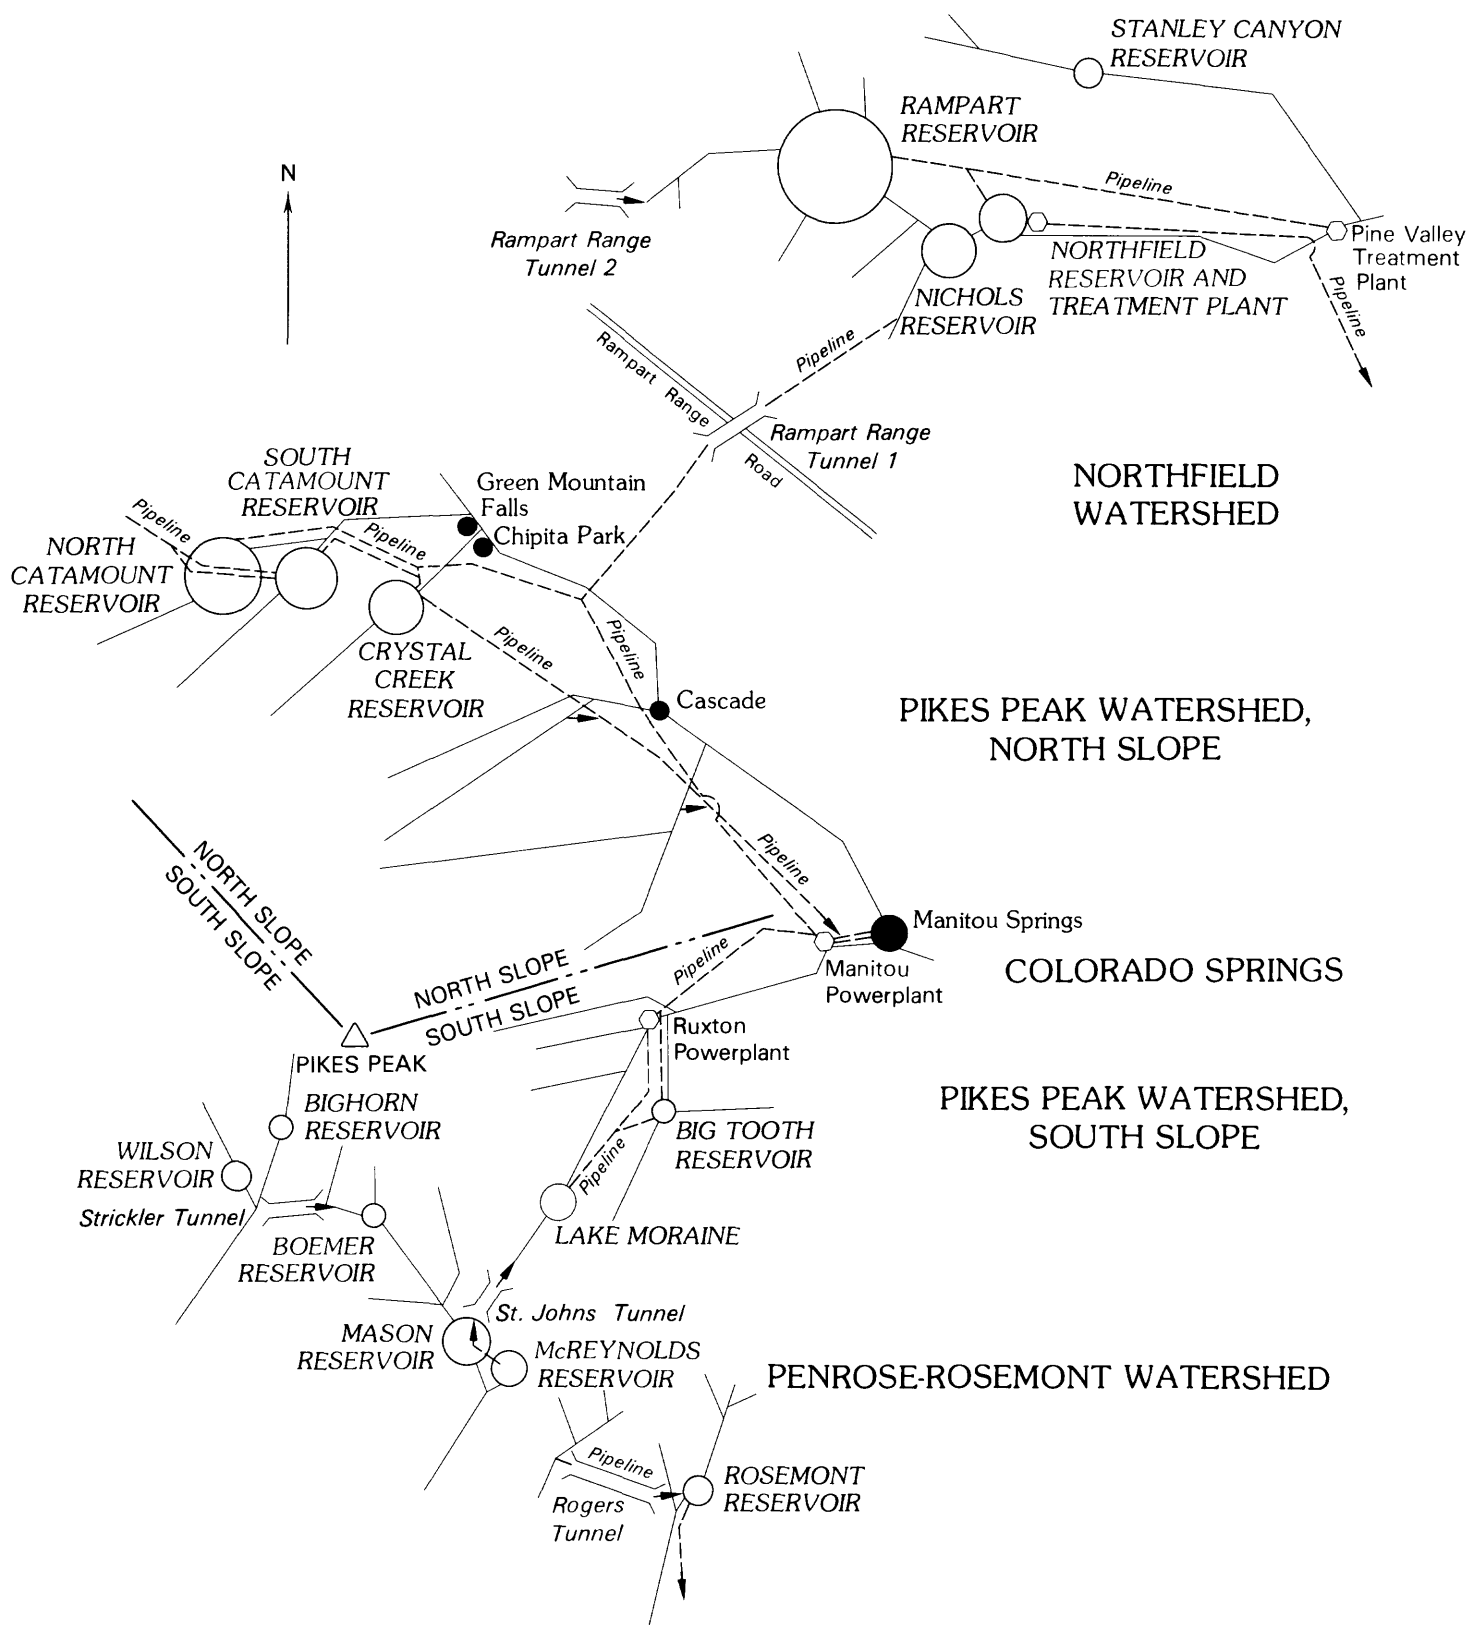 STANLEY CANYON
RESERVOIR
RAMPART
RESERVOIR
N
Pipeline
Rampart Range
Tunnel 2
Pine Valley
Treatment
Plant
NORTHFIELD
RESERVOIR AND
TREATMENT PLANT
NICHOLS
RESERVOIR
Pipeline
Pipeline
Rampart Range
Road
Rampart Range
Tunnel 1
NORTHFIELD
WATERSHED
SOUTH
CATAMOUNT
RESERVOIR
Green Mountain
Falls
Chipita Park
Pipeline
Pipeline
NORTH
CATAMOUNT
RESERVOIR
CRYSTAL
CREEK
RESERVOIR
Pipeline
Pipeline
Cascade
PIKES PEAK WATERSHED,
NORTH SLOPE
Pipeline
NORTH SLOPE
SOUTH SLOPE
Manitou Springs
Manitou
Powerplant
COLORADO SPRINGS
Pipeline
NORTH SLOPE
SOUTH SLOPE
PIKES PEAK
Ruxton
Powerplant
PIKES PEAK WATERSHED,
SOUTH SLOPE
BIGHORN
RESERVOIR
WILSON
RESERVOIR
BIG TOOTH
RESERVOIR
Pipeline
Strickler Tunnel
BOEMER
RESERVOIR
LAKE MORAINE
St. Johns Tunnel
MASON
RESERVOIR
McREYNOLDS
RESERVOIR
PENROSE-ROSEMONT WATERSHED
Pipeline
Rogers
Tunnel
ROSEMONT
RESERVOIR